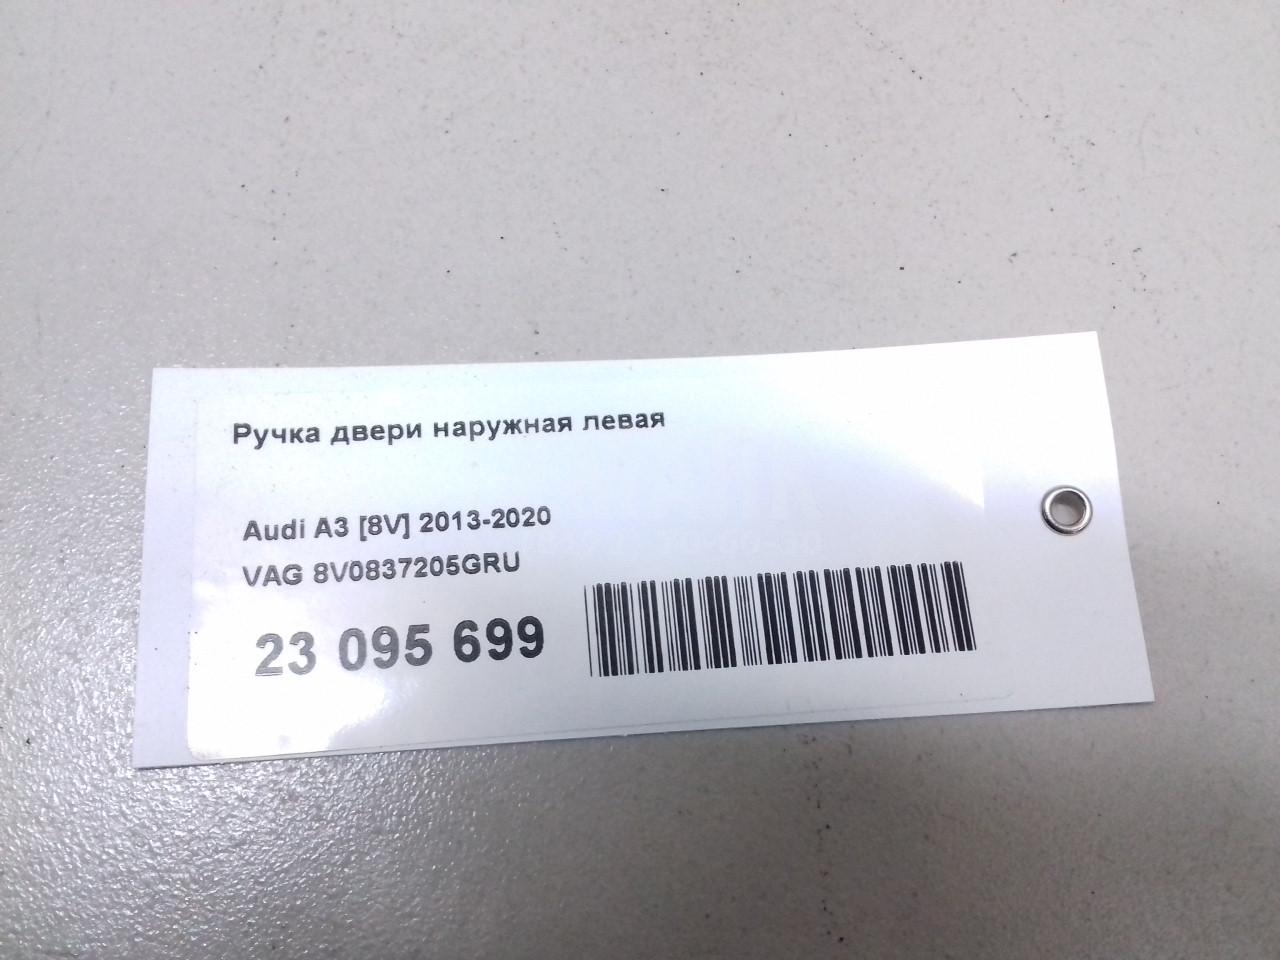 Ручка двери наружная левая
Audi A3 [8V] 2013-2020
VAG 8V0837205GRU
23 095 699